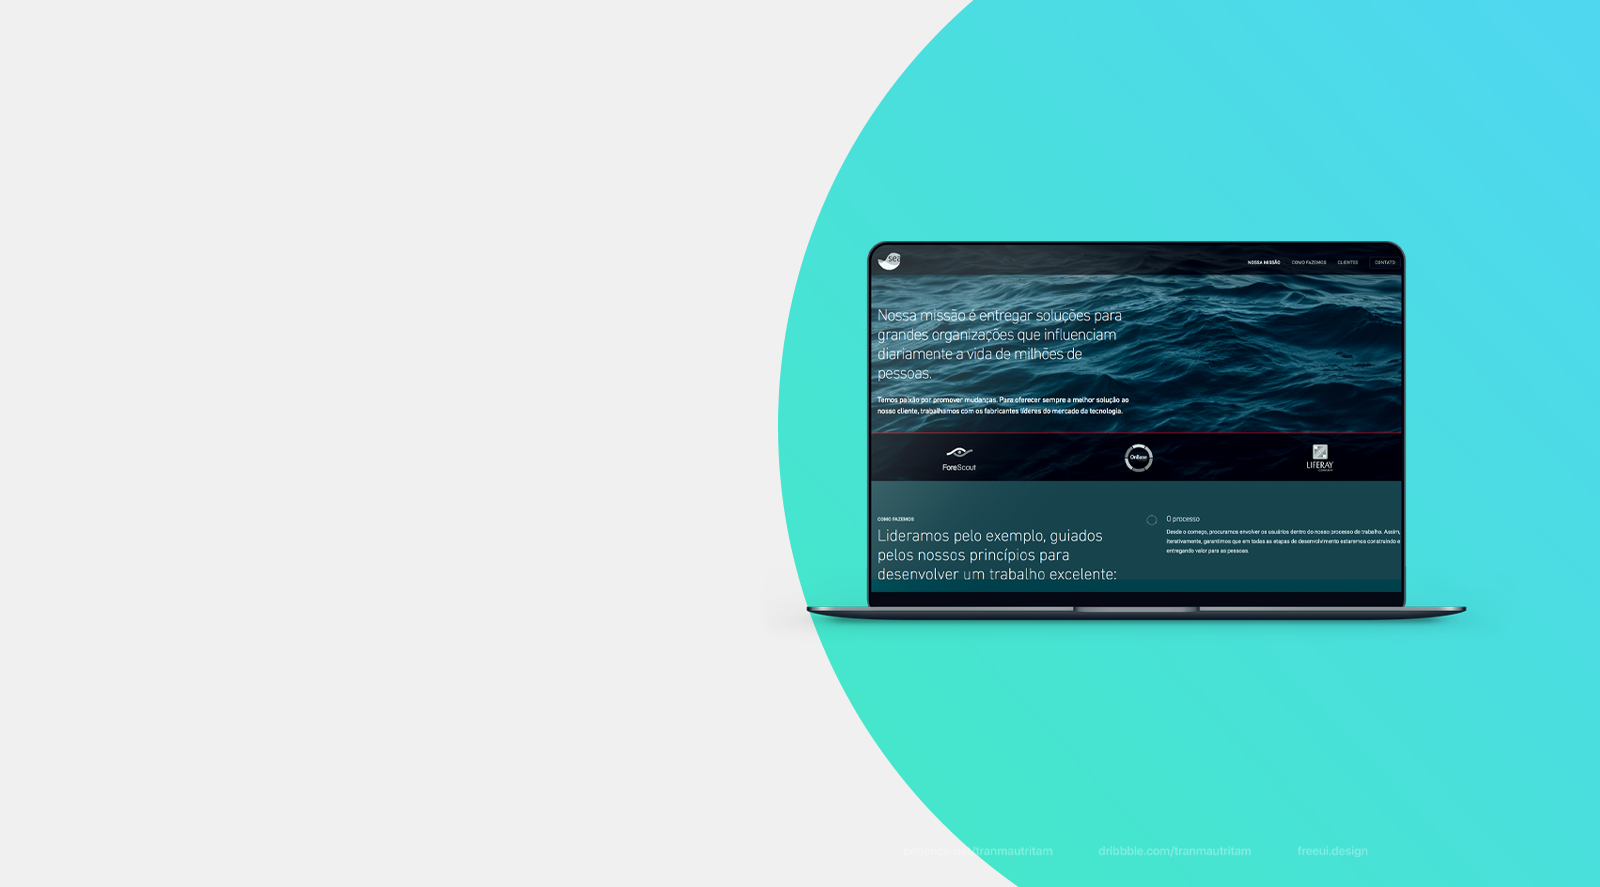 sea
NOSSA MISSÃO COMO FAZEMOS CLIENTES CONTATO
Nossa missão é entregar soluções para
grandes organizações que influenciam
diariamente a vida de milhões de
pessoas.
Temos paixão por promover mudanças. Para oferecer sempre a melhor solução ao
nosso cliente, trabalhamos com os fabricantes líderes do mercado da tecnologia.
ForeScout
OnBase
LIFERAY
COMO FAZEMOS
Lideramos pelo exemplo, guiados
pelos nossos princípios para
desenvolver um trabalho excelente:
O processo
Desde o começo, procuramos envolver os usuários dentro do nosso processo de trabalho. Assim,
iterativamente, garantimos que em todas as etapas de desenvolvimento estaremos construindo e
entregando valor para as pessoas.
/tranmautritam dribbble.com/tranmautritam freeui.design